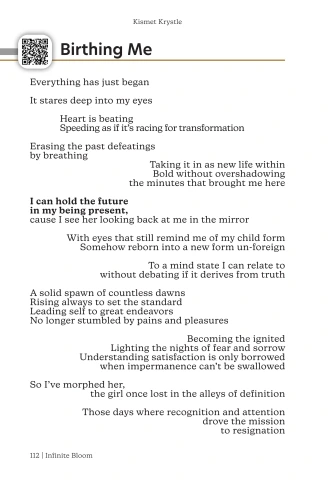 Kismet Krystle
Birthing Me
Everything has just began
It stares deep into my eyes
Heart is beating
Speeding as if it's racing for transformation
Erasing the past defeatings
by breathing
Taking it in as new life within
Bold without overshadowing
the minutes that brought me here
I can hold the future
in my being present,
cause I see her looking back at me in the mirror
With eyes that still remind me of my child form
Somehow reborn into a new form un-foreign
To a mind state I can relate to
without debating if it derives from truth
A solid spawn of countless dawns
Rising always to set the standard
Leading self to great endeavors
No longer stumbled by pains and pleasures
Becoming the ignited
Lighting the nights of fear and sorrow
Understanding satisfaction is only borrowed
when impermanence can't be swallowed
So I've morphed her,
the girl once lost in the alleys of definition
Those days where recognition and attention
drove the mission
to resignation
112 | Infinite Bloom